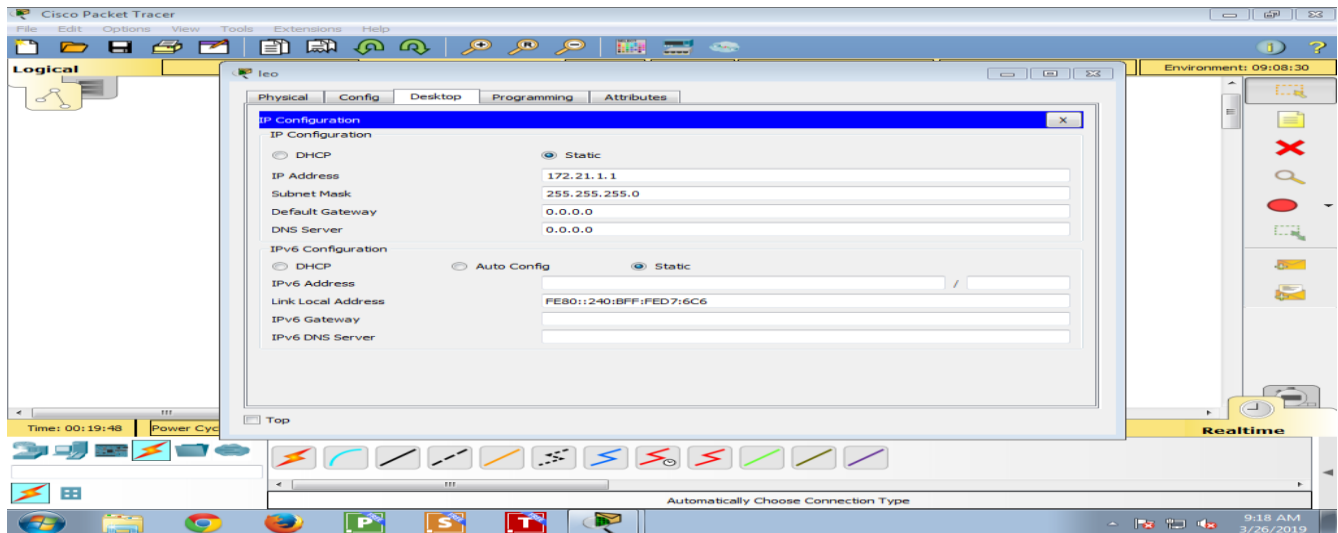 Cisco Packet Tracer
File Edit Options View Tools Extensions Help
Logical
Environment: 09:08:30
leo
Physical Config Desktop Programming Attributes
IP Configuration
IP Configuration
DHCP Static
IP Address 172.21.1.1
Subnet Mask 255.255.255.0
Default Gateway 0.0.0.0
DNS Server 0.0.0.0
IPv6 Configuration
DHCP Auto Config Static
IPv6 Address /
Link Local Address FE80::240:BFF:FED7:6C6
IPv6 Gateway
IPv6 DNS Server
Top
Time: 00:19:48 Power Cyc
Realtime
Automatically Choose Connection Type
P S T
9:18 AM
3/26/2019